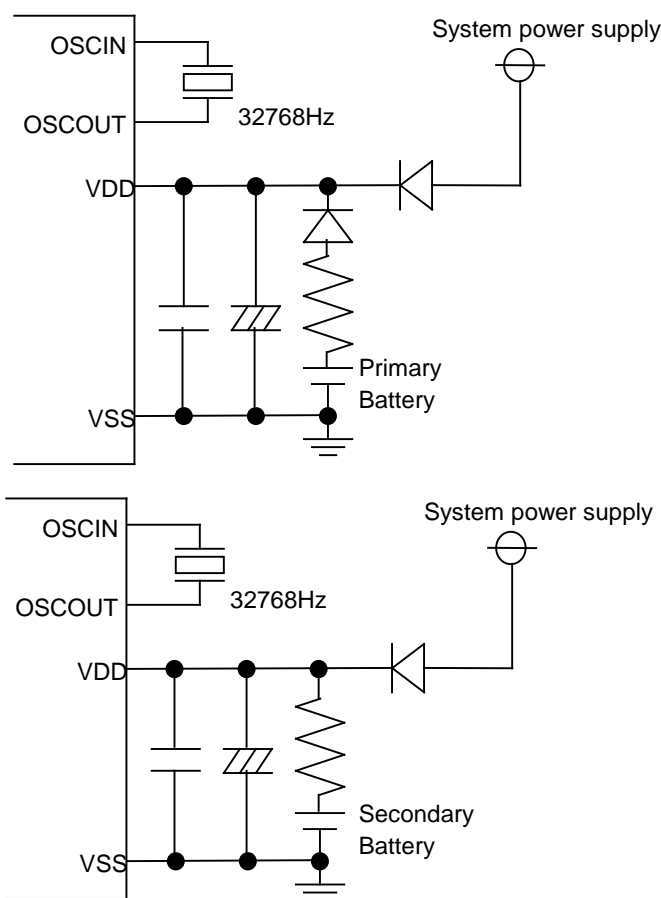 System power supply
OSCIN
OSCOUT
32768Hz
VDD
Primary
Battery
VSS
System power supply
OSCIN
OSCOUT
32768Hz
VDD
Secondary
Battery
VSS